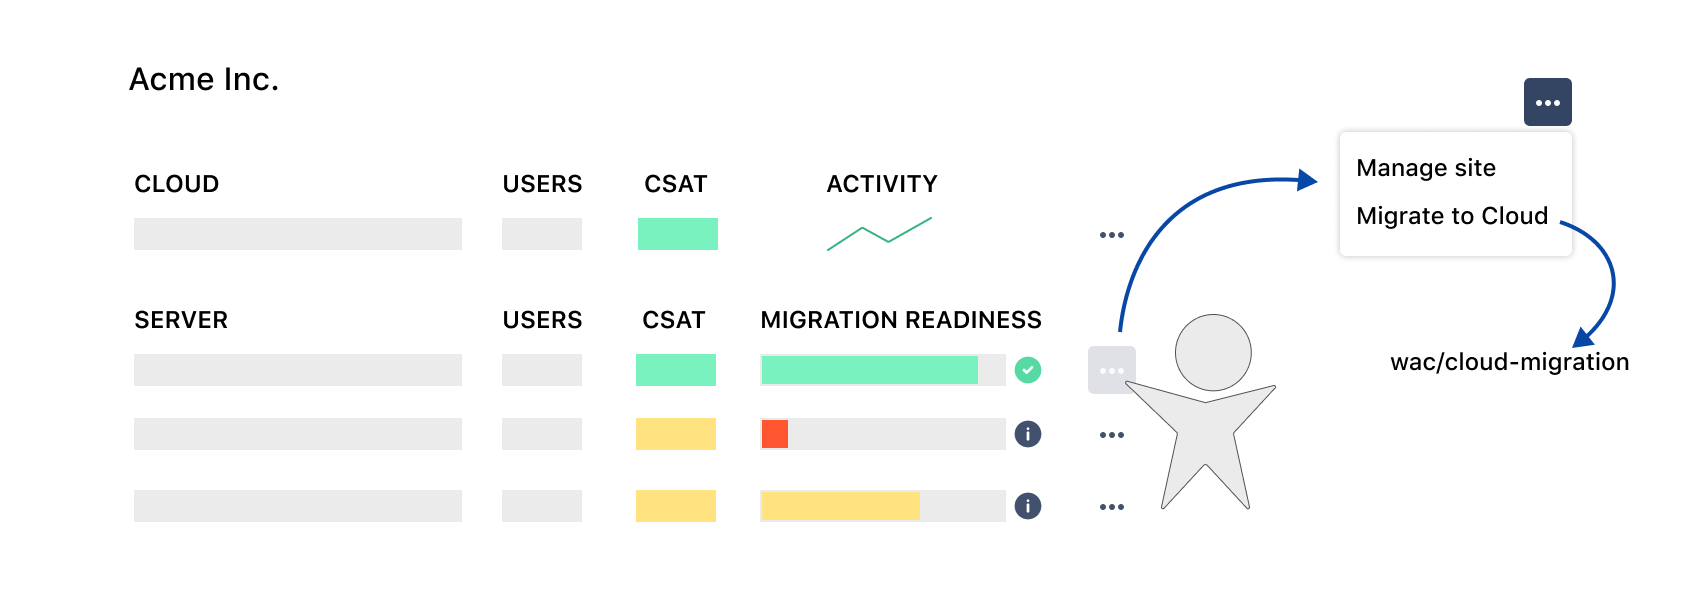 Acme Inc.
CLOUD USERS CSAT ACTIVITY
SERVER USERS CSAT MIGRATION READINESS
Manage site
Migrate to Cloud
wac/cloud-migration